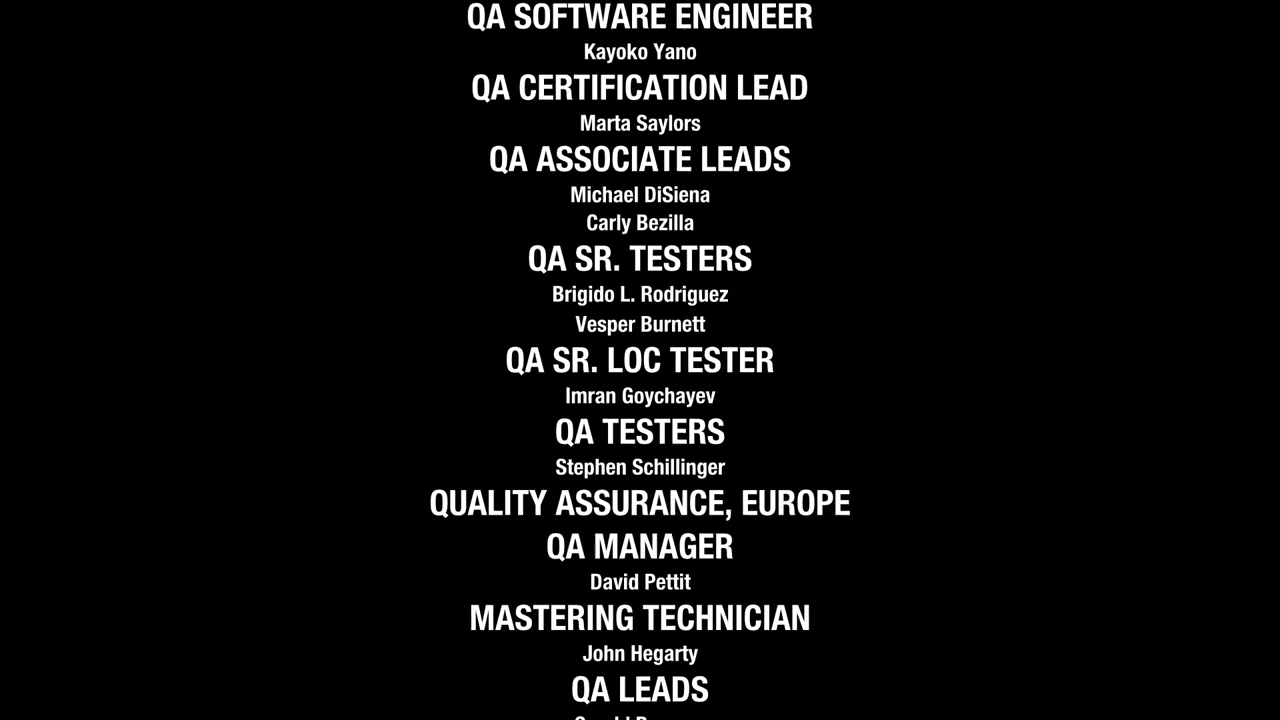 QA SOFTWARE ENGINEER
Kayoko Yano
QA CERTIFICATION LEAD
Marta Saylors
QA ASSOCIATE LEADS
Michael DiSiena
Carly Bezilla
QA SR. TESTERS
Brigido L. Rodriguez
Vesper Burnett
QA SR. LOC TESTER
Imran Goychayev
QA TESTERS
Stephen Schillinger
QUALITY ASSURANCE, EUROPE
QA MANAGER
David Pettit
MASTERING TECHNICIAN
John Hegarty
QA LEADS